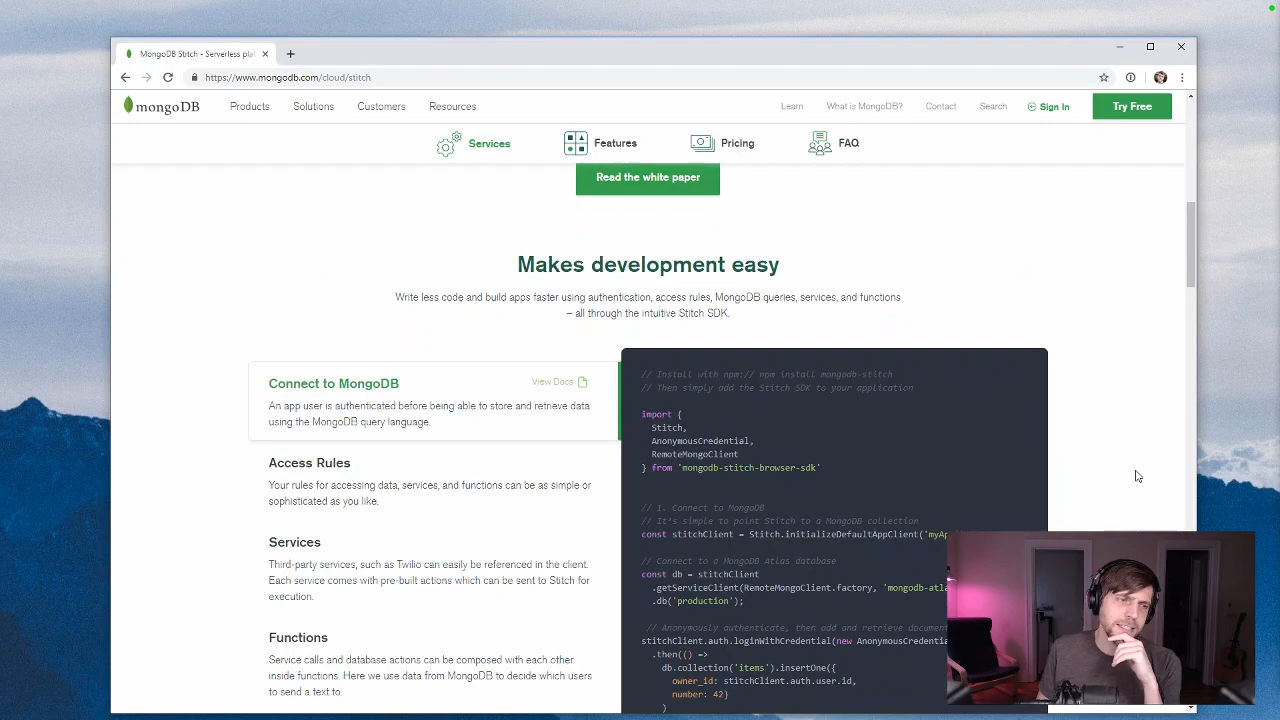 MongoDB Stitch - Serverless pla
https://www.mongodb.com/cloud/stitch
mongoDB Products Solutions Customers Resources Learn What is MongoDB? Contact Search Sign In Try Free
Services Features Pricing FAQ
Read the white paper
Makes development easy
Write less code and build apps faster using authentication, access rules, MongoDB queries, services, and functions
– all through the intuitive Stitch SDK.
Connect to MongoDB View Docs
An app user is authenticated before being able to store and retrieve data
using the MongoDB query language.
Access Rules
Your rules for accessing data, services, and functions can be as simple or
sophisticated as you like.
Services
Third-party services, such as Twilio can easily be referenced in the client.
Each service comes with pre-built actions which can be sent to Stitch for
execution.
Functions
Service calls and database actions can be composed with each other
inside functions. Here we use data from MongoDB to decide which users
to send a text to.
// Install with npm:// npm install mongodb-stitch
// Then simply add the Stitch SDK to your application
import {
Stitch,
AnonymousCredential,
RemoteMongoClient
} from 'mongodb-stitch-browser-sdk'
// 1. Connect to MongoDB
// It's simple to point Stitch to a MongoDB collection
const stitchClient = Stitch.initializeDefaultAppClient('myAp
// Connect to a MongoDB Atlas database
const db = stitchClient
.getServiceClient(RemoteMongoClient.factory, 'mongodb-atla
.db('production');
// Anonymously authenticate, then add and retrieve document
stitchClient.auth.loginWithCredential(new AnonymousCredentia
.then(() =>
db.collection('items').insertOne({
owner_id: stitchClient.auth.user.id,
number: 42}
)